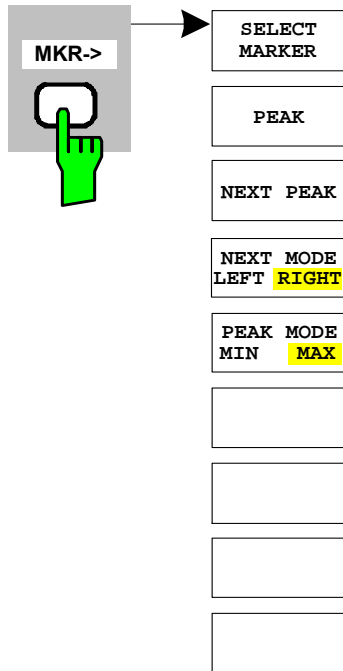 MKR->
SELECT
MARKER
PEAK
NEXT PEAK
NEXT MODE
LEFT RIGHT
PEAK MODE
MIN MAX